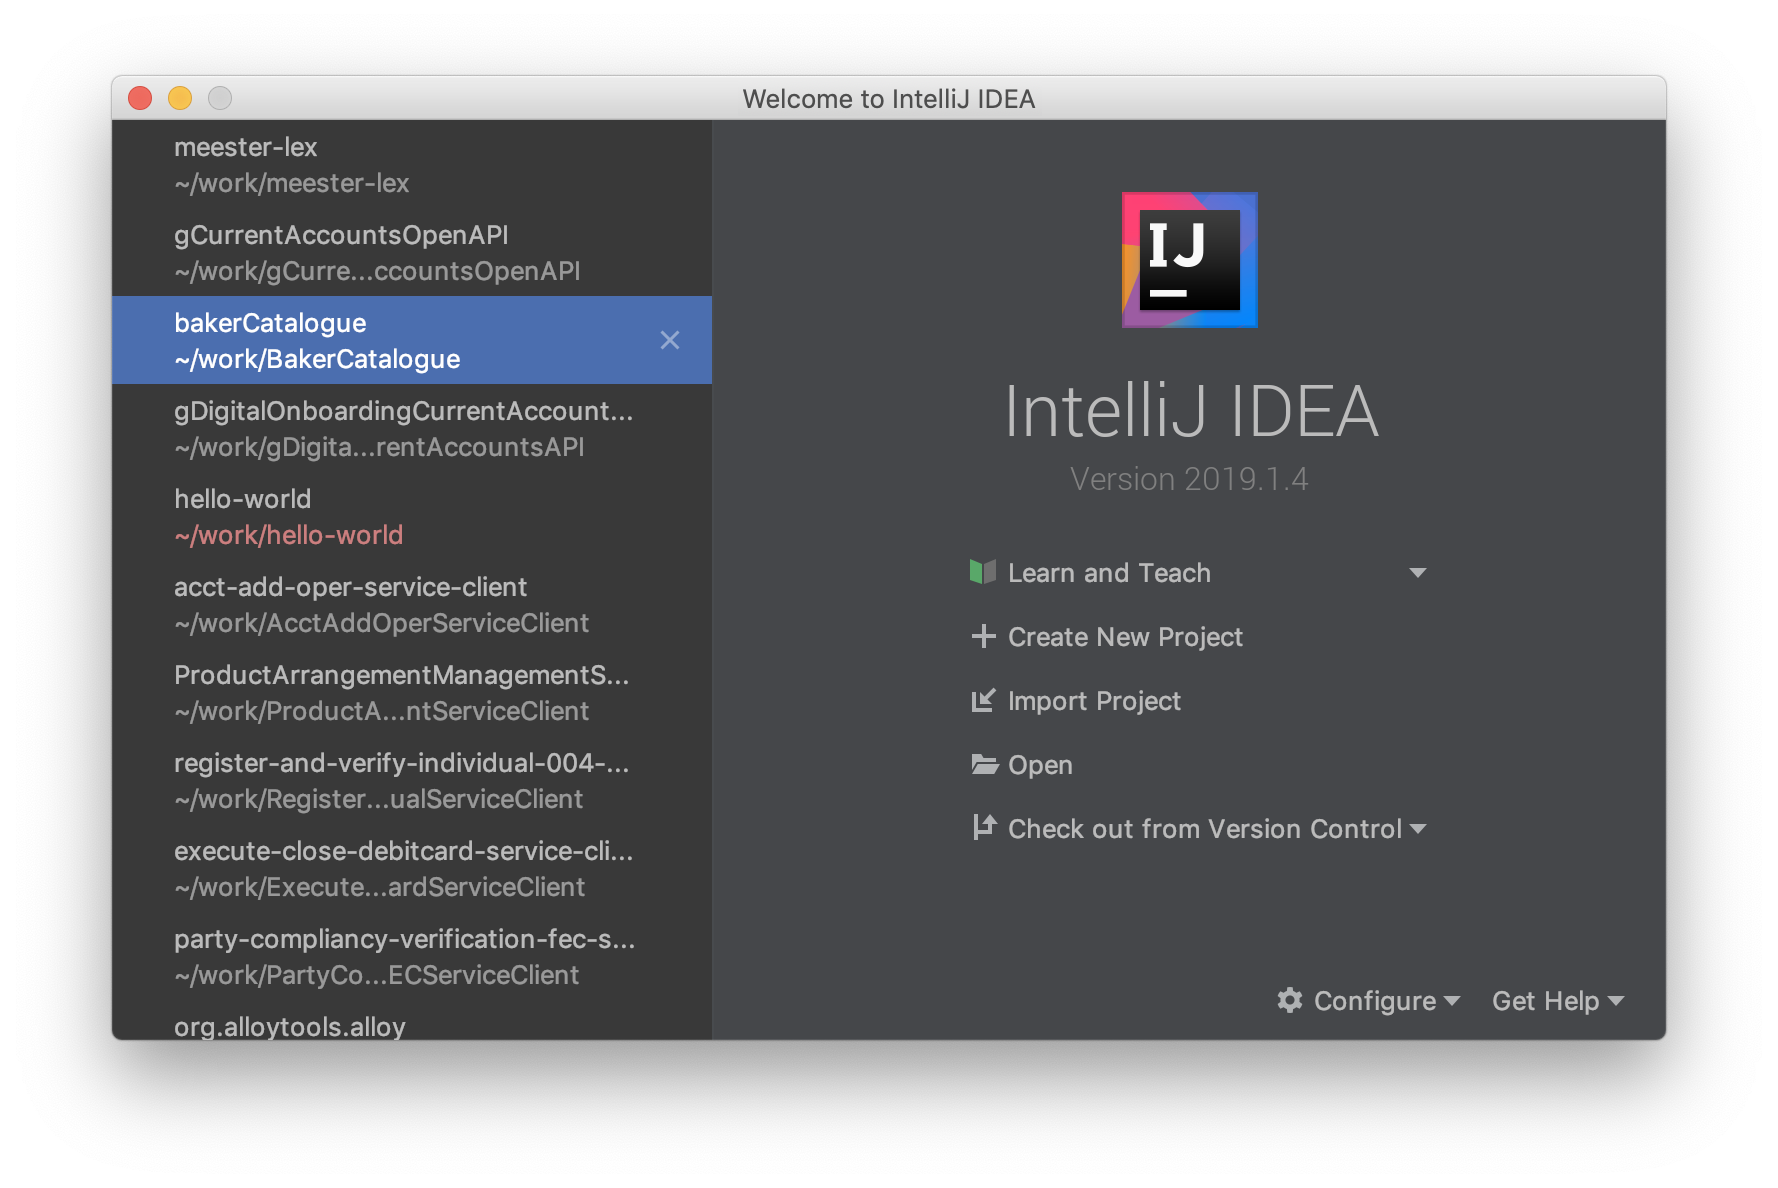 Welcome to IntelliJ IDEA
meester-lex
~/work/meester-lex
gCurrentAccountsOpenAPI
~/work/gCurre...ccountsOpenAPI
bakerCatalogue
~/work/BakerCatalogue
gDigitalOnboardingCurrentAccount...
~/work/gDigita...rentAccountsAPI
hello-world
~/work/hello-world
acct-add-oper-service-client
~/work/AcctAddOperServiceClient
ProductArrangementManagementS...
~/work/ProductA...ntServiceClient
register-and-verify-individual-004-...
~/work/Register...ualServiceClient
execute-close-debitcard-service-cli...
~/work/Execute...ardServiceClient
party-compliancy-verification-fec-s...
~/work/PartyCo...ECServiceClient
org.alloytools.alloy
IJ
IntelliJ IDEA
Version 2019.1.4
Learn and Teach
Create New Project
Import Project
Open
Check out from Version Control
Configure
Get Help